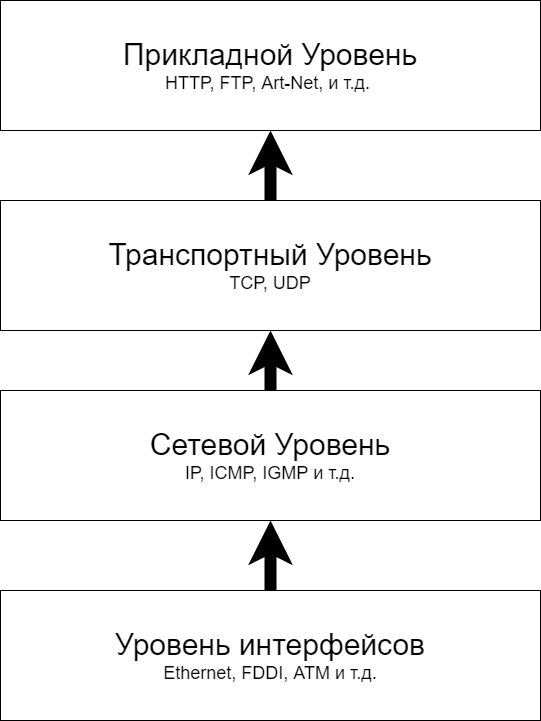 Прикладной Уровень
HTTP, FTP, Art-Net, и т.д.
Транспортный Уровень
TCP, UDP
Сетевой Уровень
IP, ICMP, IGMP и т.д.
Уровень интерфейсов
Ethernet, FDDI, ATM и т.д.